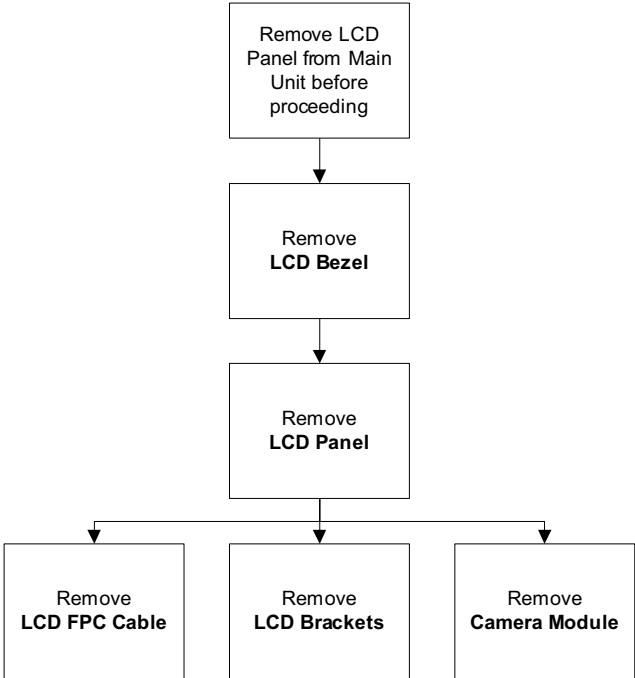 Remove LCD
Panel from Main
Unit before
proceeding
Remove
LCD Bezel
Remove
LCD Panel
Remove
LCD FPC Cable
Remove
LCD Brackets
Remove
Camera Module